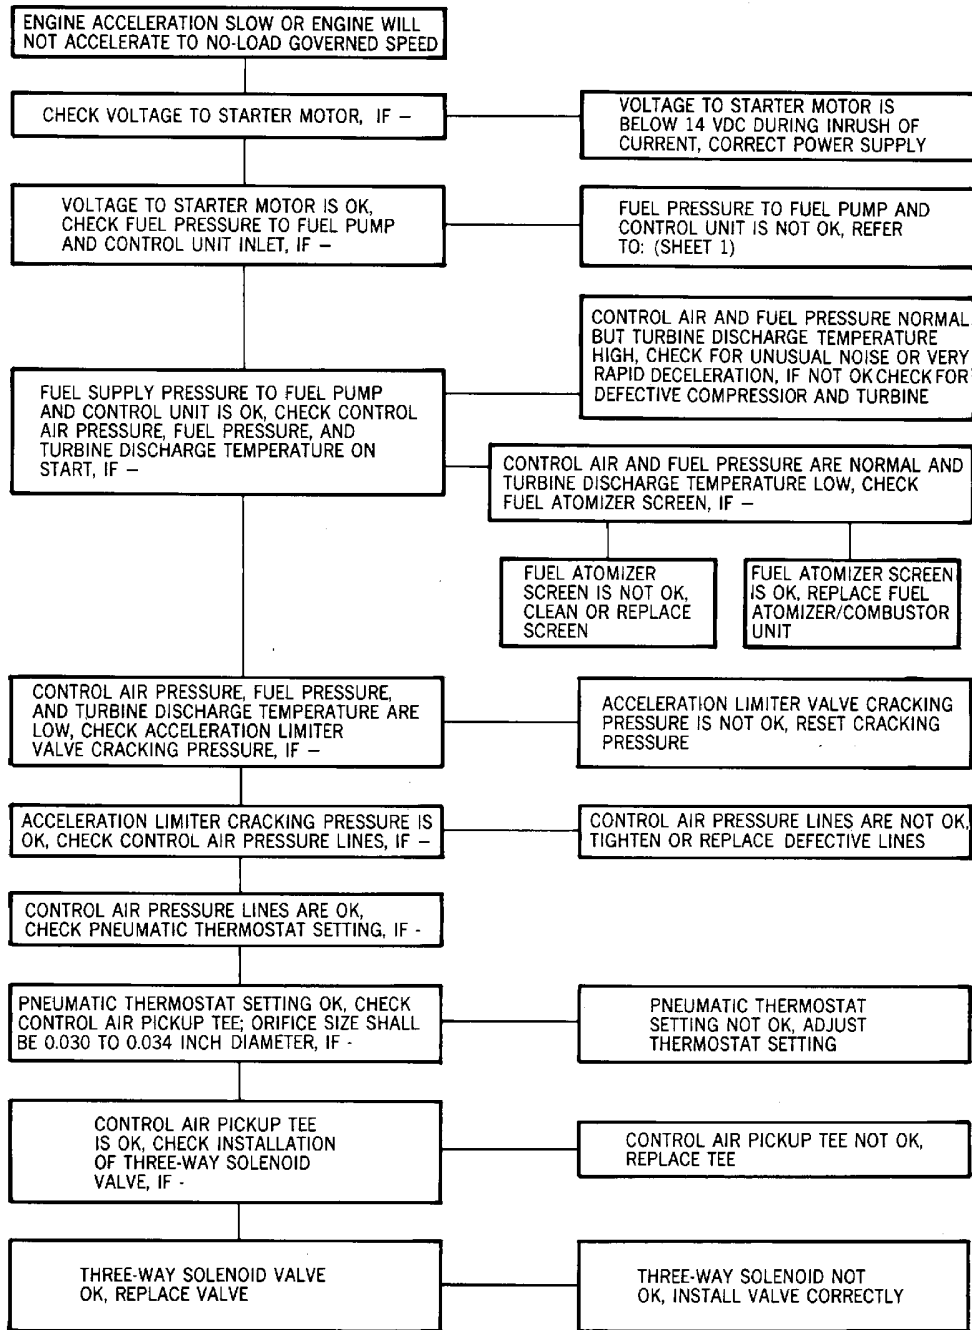 ENGINE ACCELERATION SLOW OR ENGINE WILL
NOT ACCELERATE TO NO-LOAD GOVERNED SPEED
CHECK VOLTAGE TO STARTER MOTOR, IF –
VOLTAGE TO STARTER MOTOR IS
BELOW 14 VDC DURING INRUSH OF
CURRENT, CORRECT POWER SUPPLY
VOLTAGE TO STARTER MOTOR IS OK,
CHECK FUEL PRESSURE TO FUEL PUMP
AND CONTROL UNIT INLET, IF –
FUEL PRESSURE TO FUEL PUMP AND
CONTROL UNIT IS NOT OK, REFER
TO: (SHEET 1)
CONTROL AIR AND FUEL PRESSURE NORMAL
BUT TURBINE DISCHARGE TEMPERATURE
HIGH, CHECK FOR UNUSUAL NOISE OR VERY
RAPID DECELERATION, IF NOT OK CHECK FOR
DEFECTIVE COMPRESSIOR AND TURBINE
FUEL SUPPLY PRESSURE TO FUEL PUMP
AND CONTROL UNIT IS OK, CHECK CONTROL
AIR PRESSURE, FUEL PRESSURE, AND
TURBINE DISCHARGE TEMPERATURE ON
START, IF –
CONTROL AIR AND FUEL PRESSURE ARE NORMAL AND
TURBINE DISCHARGE TEMPERATURE LOW, CHECK
FUEL ATOMIZER SCREEN, IF –
FUEL ATOMIZER
SCREEN IS NOT OK,
CLEAN OR REPLACE
SCREEN
FUEL ATOMIZER SCREEN
IS OK, REPLACE FUEL
ATOMIZER/COMBUSTOR
UNIT
CONTROL AIR PRESSURE, FUEL PRESSURE,
AND TURBINE DISCHARGE TEMPERATURE ARE
LOW, CHECK ACCELERATION LIMITER
VALVE CRACKING PRESSURE, IF –
ACCELERATION LIMITER VALVE CRACKING
PRESSURE IS NOT OK, RESET CRACKING
PRESSURE
ACCELERATION LIMITER CRACKING PRESSURE IS
OK, CHECK CONTROL AIR PRESSURE LINES, IF –
CONTROL AIR PRESSURE LINES ARE NOT OK,
TIGHTEN OR REPLACE DEFECTIVE LINES
CONTROL AIR PRESSURE LINES ARE OK,
CHECK PNEUMATIC THERMOSTAT SETTING, IF -
PNEUMATIC THERMOSTAT SETTING OK, CHECK
CONTROL AIR PICKUP TEE; ORIFICE SIZE SHALL
BE 0.030 TO 0.034 INCH DIAMETER, IF -
PNEUMATIC THERMOSTAT
SETTING NOT OK, ADJUST
THERMOSTAT SETTING
CONTROL AIR PICKUP TEE
IS OK, CHECK INSTALLATION
OF THREE-WAY SOLENOID
VALVE, IF -
CONTROL AIR PICKUP TEE NOT OK,
REPLACE TEE
THREE-WAY SOLENOID VALVE
OK, REPLACE VALVE
THREE-WAY SOLENOID NOT
OK, INSTALL VALVE CORRECTLY